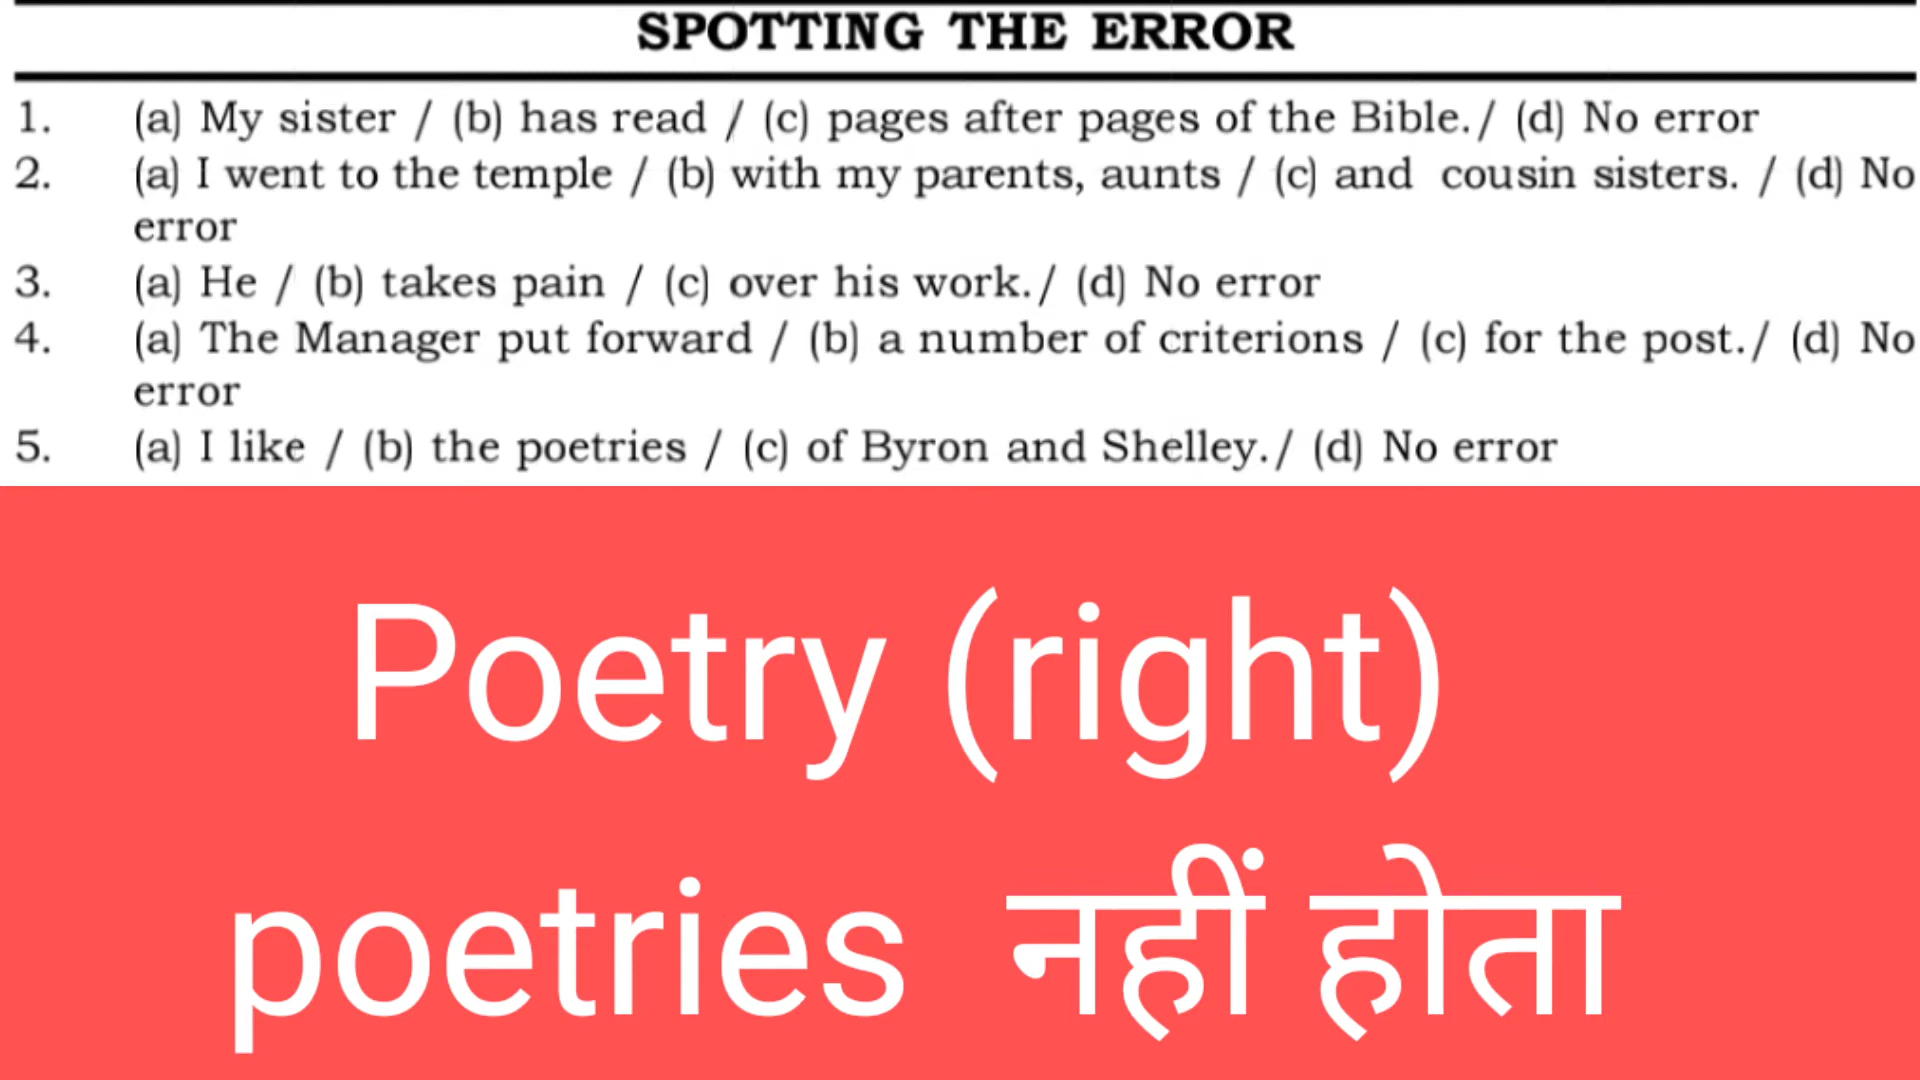 SPOTTING THE ERROR
1. (a) My sister / (b) has read / (c) pages after pages of the Bible./ (d) No error
2. (a) I went to the temple / (b) with my parents, aunts / (c) and cousin sisters. / (d) No
error
3. (a) He / (b) takes pain / (c) over his work./ (d) No error
4. (a) The Manager put forward / (b) a number of criterions / (c) for the post./ (d) No
error
5. (a) I like / (b) the poetries / (c) of Byron and Shelley./ (d) No error
Poetry (right)
poetries नहीं होता